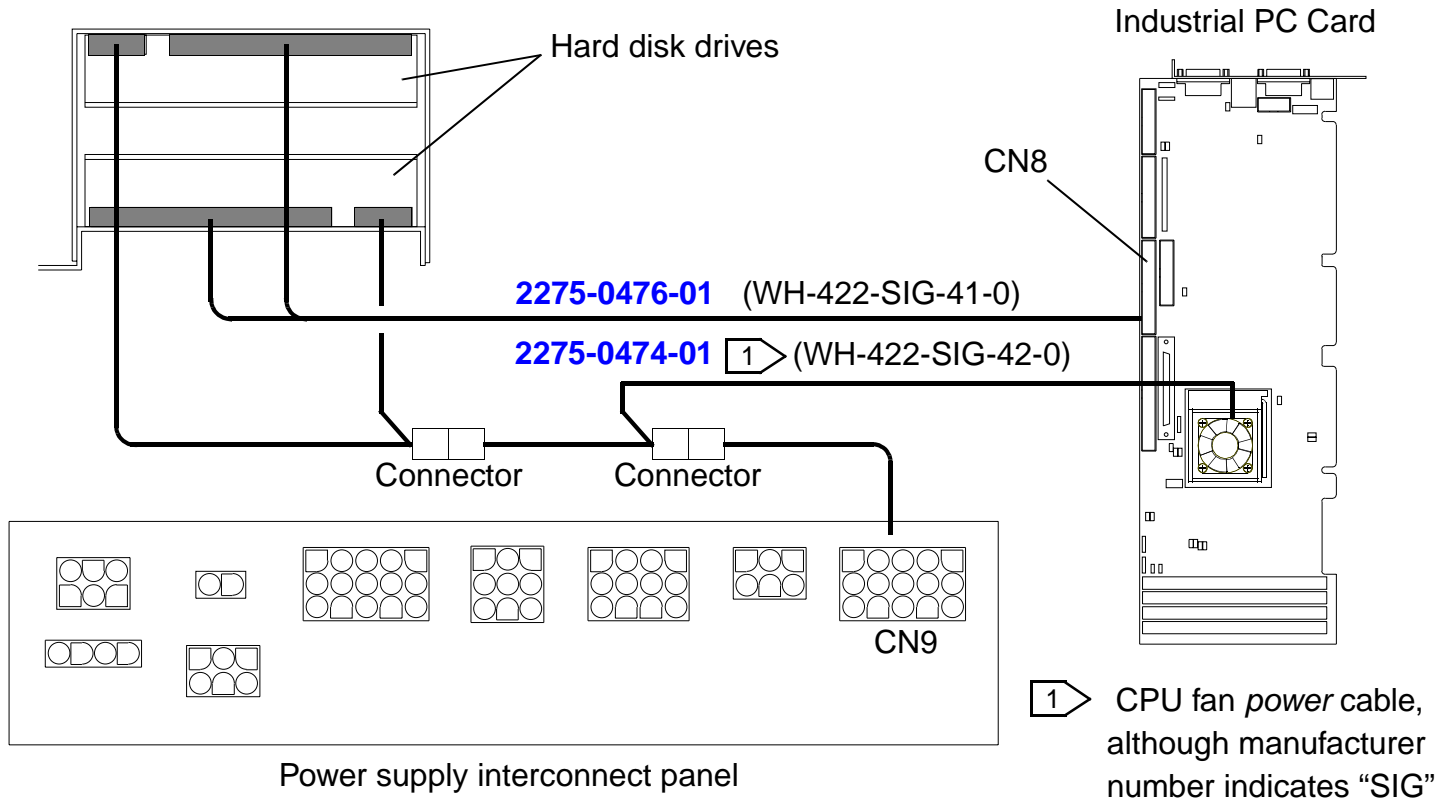 Industrial PC Card
Hard disk drives
CN8
2275-0476-01 (WH-422-SIG-41-0)
2275-0474-01 1 (WH-422-SIG-42-0)
Connector
Connector
CN9
1 CPU fan power cable,
although manufacturer
number indicates “SIG”
Power supply interconnect panel